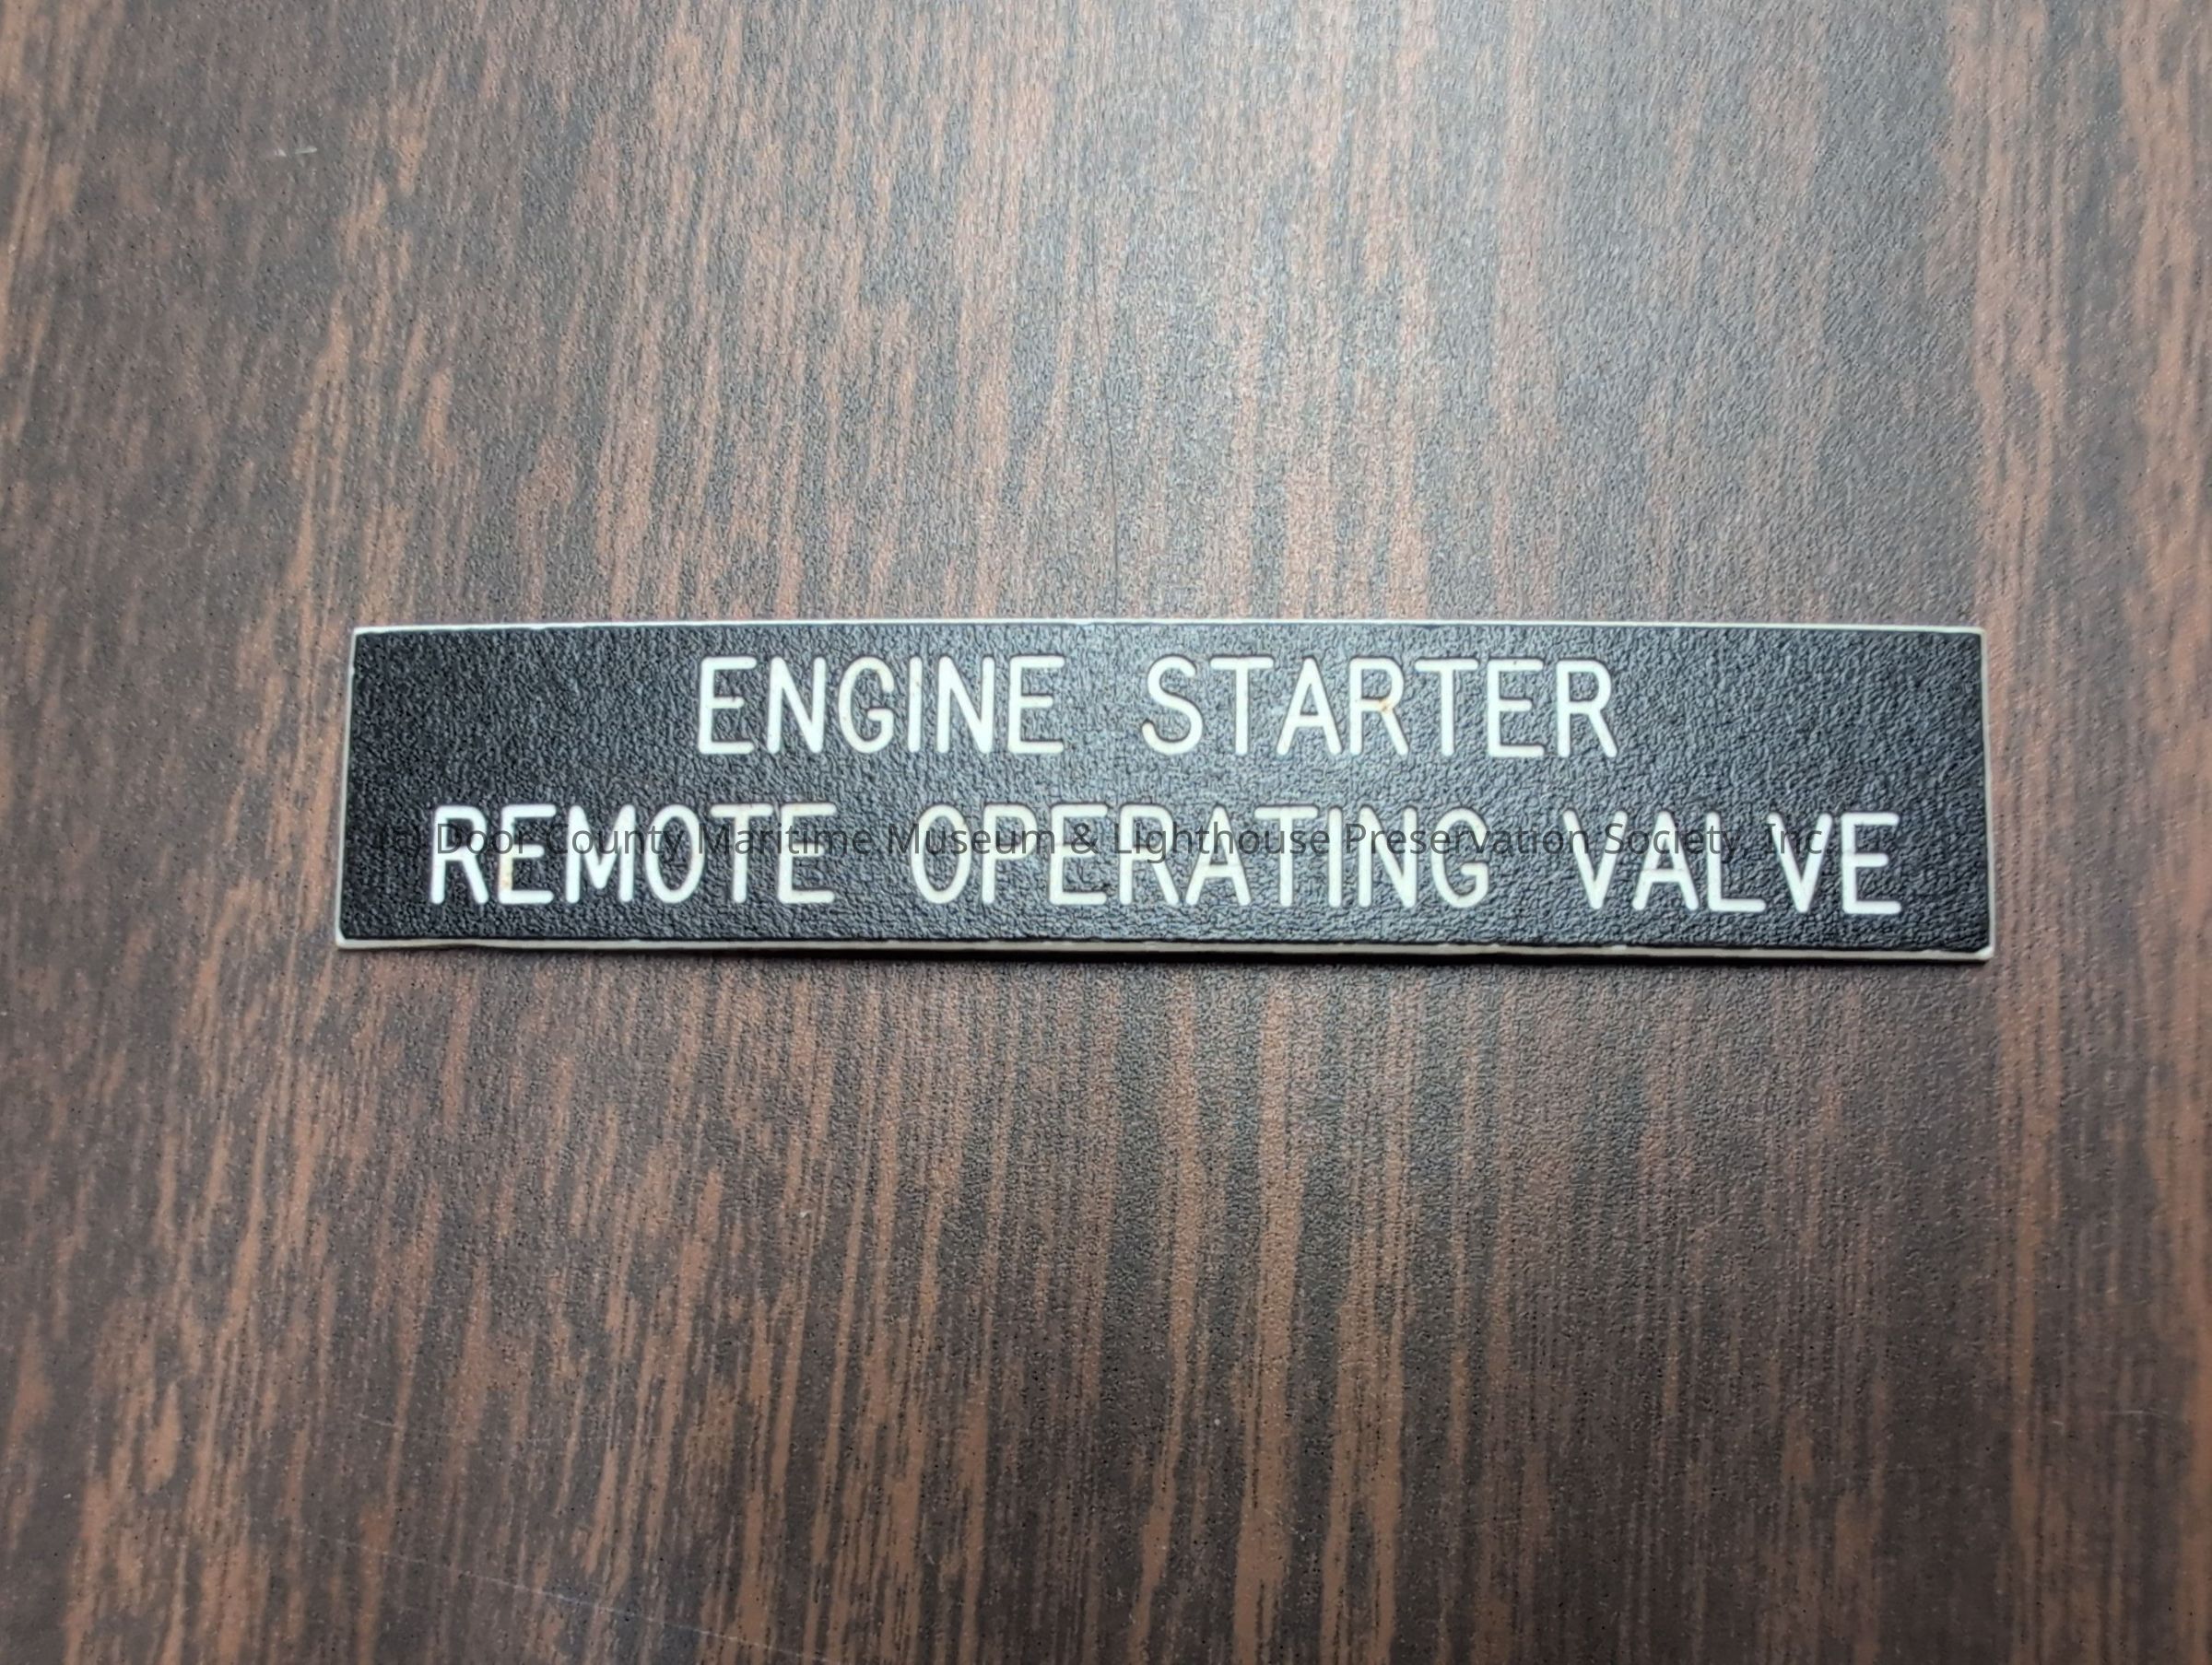 ENGINE STARTER
REMOTE OPERATING VALVE
(c) Door County Maritime Museum & Lighthouse Preservation Society, Inc.